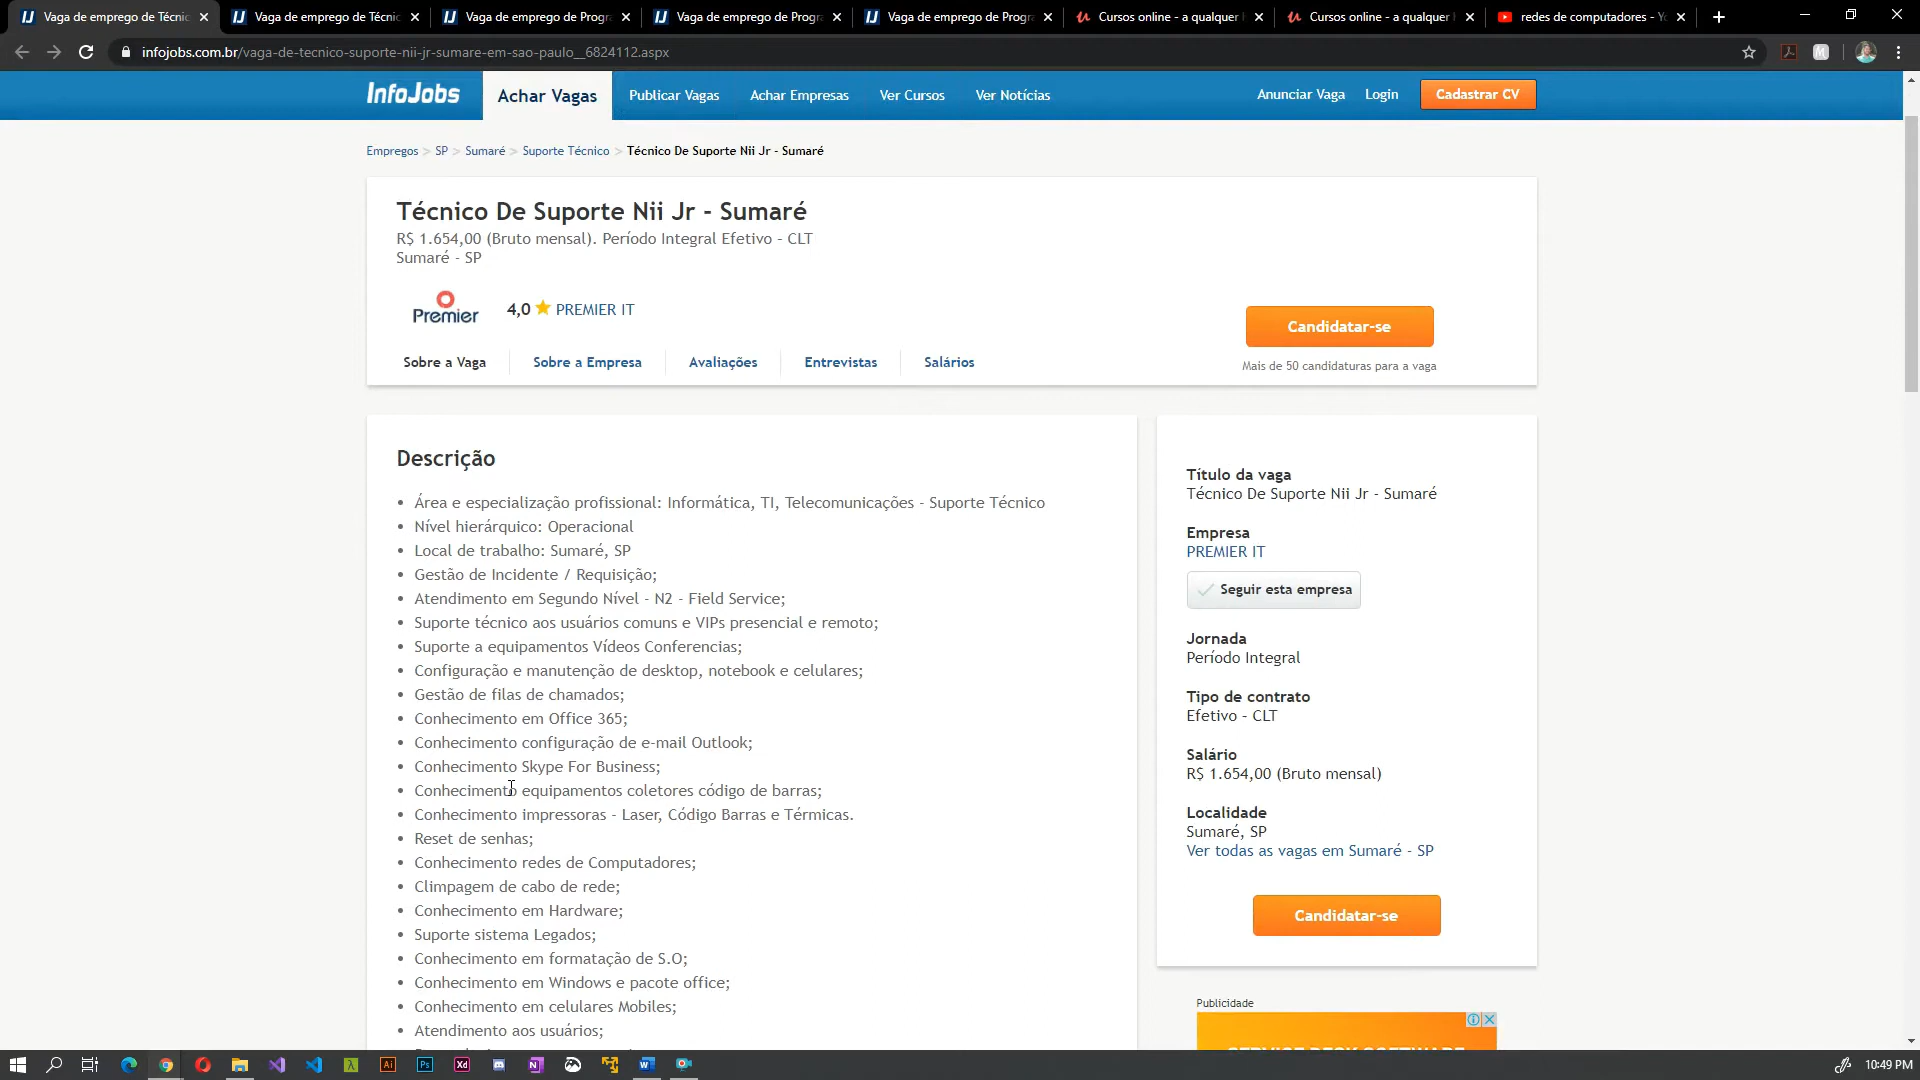 Vaga de emprego de Técnic
Vaga de emprego de Técnic
Vaga de emprego de Progra
Vaga de emprego de Progra
Vaga de emprego de Progra
Cursos online - a qualquer
Cursos online - a qualquer
redes de computadores - Yo
infojobs.com.br/vaga-de-tecnico-suporte-nii-jr-sumare-em-sao-paulo__6824112.aspx
InfoJobs
Achar Vagas
Publicar Vagas
Achar Empresas
Ver Cursos
Ver Notícias
Anunciar Vaga
Login
Cadastrar CV
Empregos > SP > Sumaré > Suporte Técnico > Técnico De Suporte Nii Jr - Sumaré
Técnico De Suporte Nii Jr - Sumaré
R$ 1.654,00 (Bruto mensal). Período Integral Efetivo - CLT
Sumaré - SP
Premier
4,0 PREMIER IT
Candidatar-se
Mais de 50 candidaturas para a vaga
Sobre a Vaga
Sobre a Empresa
Avaliações
Entrevistas
Salários
Descrição
• Área e especialização profissional: Informática, TI, Telecomunicações - Suporte Técnico
• Nível hierárquico: Operacional
• Local de trabalho: Sumaré, SP
• Gestão de Incidente / Requisição;
• Atendimento em Segundo Nível - N2 - Field Service;
• Suporte técnico aos usuários comuns e VIPs presencial e remoto;
• Suporte a equipamentos Vídeos Conferencias;
• Configuração e manutenção de desktop, notebook e celulares;
• Gestão de filas de chamados;
• Conhecimento em Office 365;
• Conhecimento configuração de e-mail Outlook;
• Conhecimento Skype For Business;
• Conhecimento equipamentos coletores código de barras;
• Conhecimento impressoras - Laser, Código Barras e Térmicas.
• Reset de senhas;
• Conhecimento redes de Computadores;
• Climpagem de cabo de rede;
• Conhecimento em Hardware;
• Suporte sistema Legados;
• Conhecimento em formatação de S.O;
• Conhecimento em Windows e pacote office;
• Conhecimento em celulares Mobiles;
• Atendimento aos usuários;
Título da vaga
Técnico De Suporte Nii Jr - Sumaré
Empresa
PREMIER IT
Seguir esta empresa
Jornada
Período Integral
Tipo de contrato
Efetivo - CLT
Salário
R$ 1.654,00 (Bruto mensal)
Localidade
Sumaré, SP
Ver todas as vagas em Sumaré - SP
Candidatar-se
Publicidade
SERVICE DESK SOFTWARE
Ai
Ps
Xd
10:49 PM